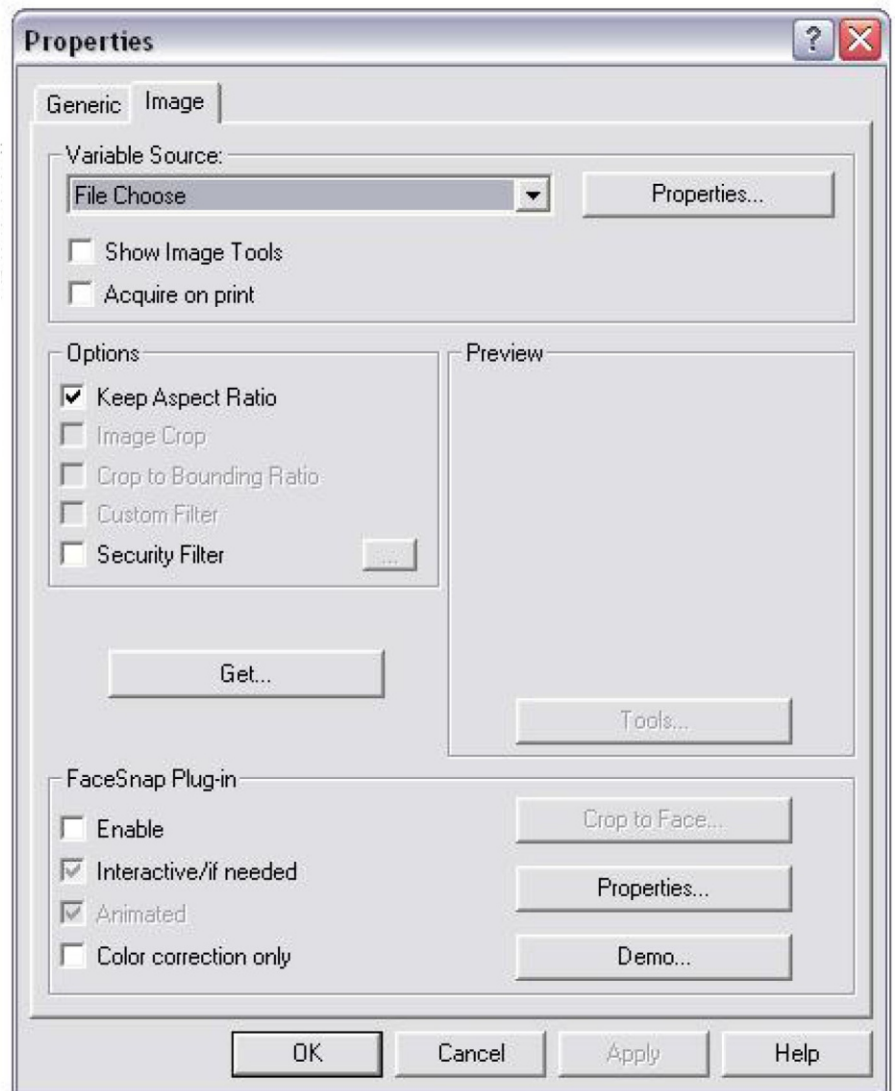 Properties
Generic Image
Variable Source:
File Choose
Properties...
Show Image Tools
Acquire on print
Options
Keep Aspect Ratio
Image Crop
Crop to Bounding Ratio
Custom Filter
Security Filter
...
Get...
Preview
Tools...
FaceSnap Plug-in
Enable
Interactive/if needed
Animated
Color correction only
Crop to Face...
Properties...
Demo...
OK Cancel Apply Help